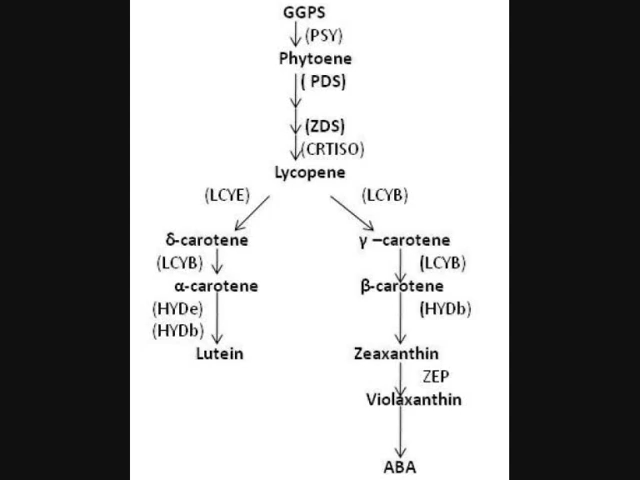 GGPS
(PSY)
Phytoene
( PDS)
(ZDS)
(CRTISO)
Lycopene
(LCYE)
(LCYB)
δ-carotene
γ –carotene
(LCYB)
(LCYB)
α-carotene
β-carotene
(HYDe)
(HYDb)
(HYDb)
Lutein
Zeaxanthin
ZEP
Violaxanthin
ABA